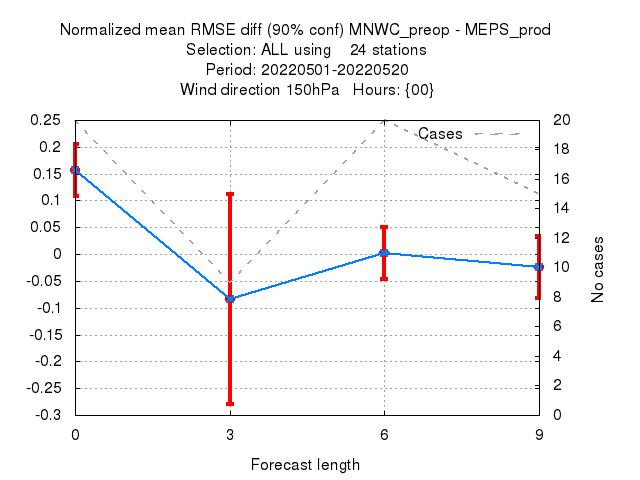 Normalized mean RMSE diff (90% conf) MNWC_preop - MEPS_prod
Selection: ALL using 24 stations
Period: 20220501-20220520
Wind direction 150hPa Hours: {00}
0.25
0.2
0.15
0.1
0.05
0
-0.05
-0.1
-0.15
-0.2
-0.25
-0.3
Cases
20
18
16
14
12
10
8
6
4
2
0
No cases
0 3 6 9
Forecast length